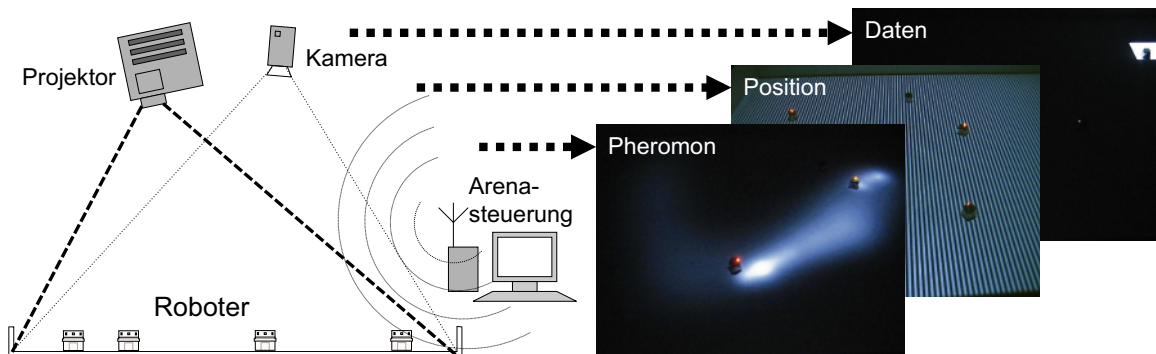 Projektor
Kamera
Arena-
steuerung
Roboter
Daten
Position
Pheromon